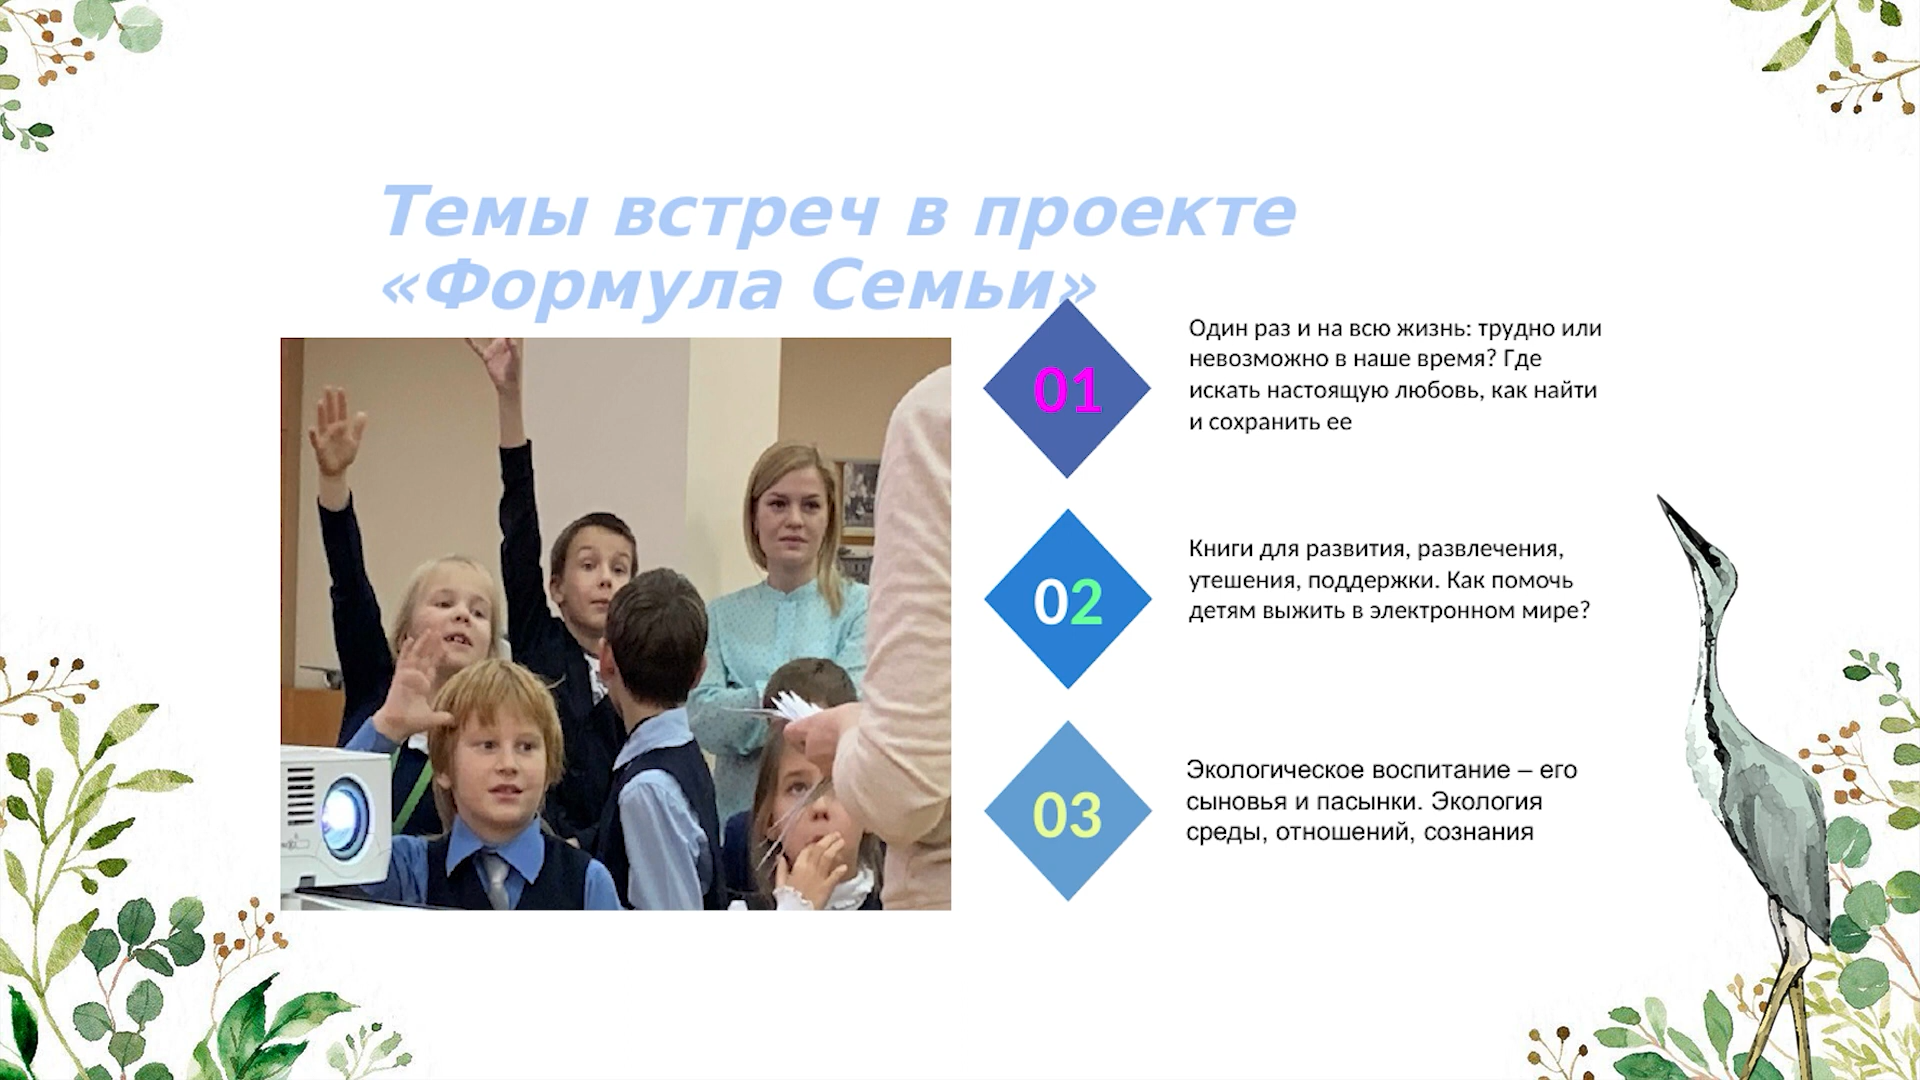 Темы встреч в проекте
«Формула Семьи»
01
Один раз и на всю жизнь: трудно или
невозможно в наше время? Где
искать настоящую любовь, как найти
и сохранить ее
02
Книги для развития, развлечения,
утешения, поддержки. Как помочь
детям выжить в электронном мире?
03
Экологическое воспитание – его
сыновья и пасынки. Экология
среды, отношений, сознания